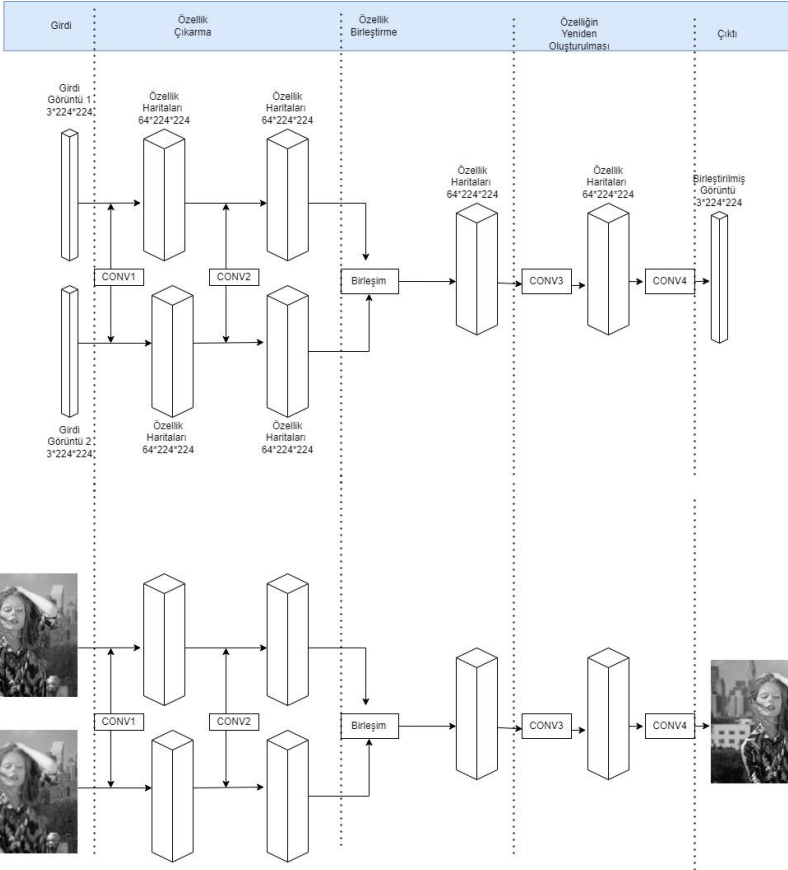 Girdi
Özellik
Çıkarma
Özellik
Birleştirme
Özelliğin
Yeniden
Oluşturulması
Çıktı
Girdi
Görüntü 1
3*224*224
Özellik
Haritaları
64*224*224
Özellik
Haritaları
64*224*224
Özellik
Haritaları
64*224*224
Özellik
Haritaları
64*224*224
Birleştirilmiş
Görüntü
3*224*224
CONV1
CONV2
Birleşim
CONV3
CONV4
Girdi
Görüntü 2
3*224*224
Özellik
Haritaları
64*224*224
Özellik
Haritaları
64*224*224
CONV1
CONV2
Birleşim
CONV3
CONV4